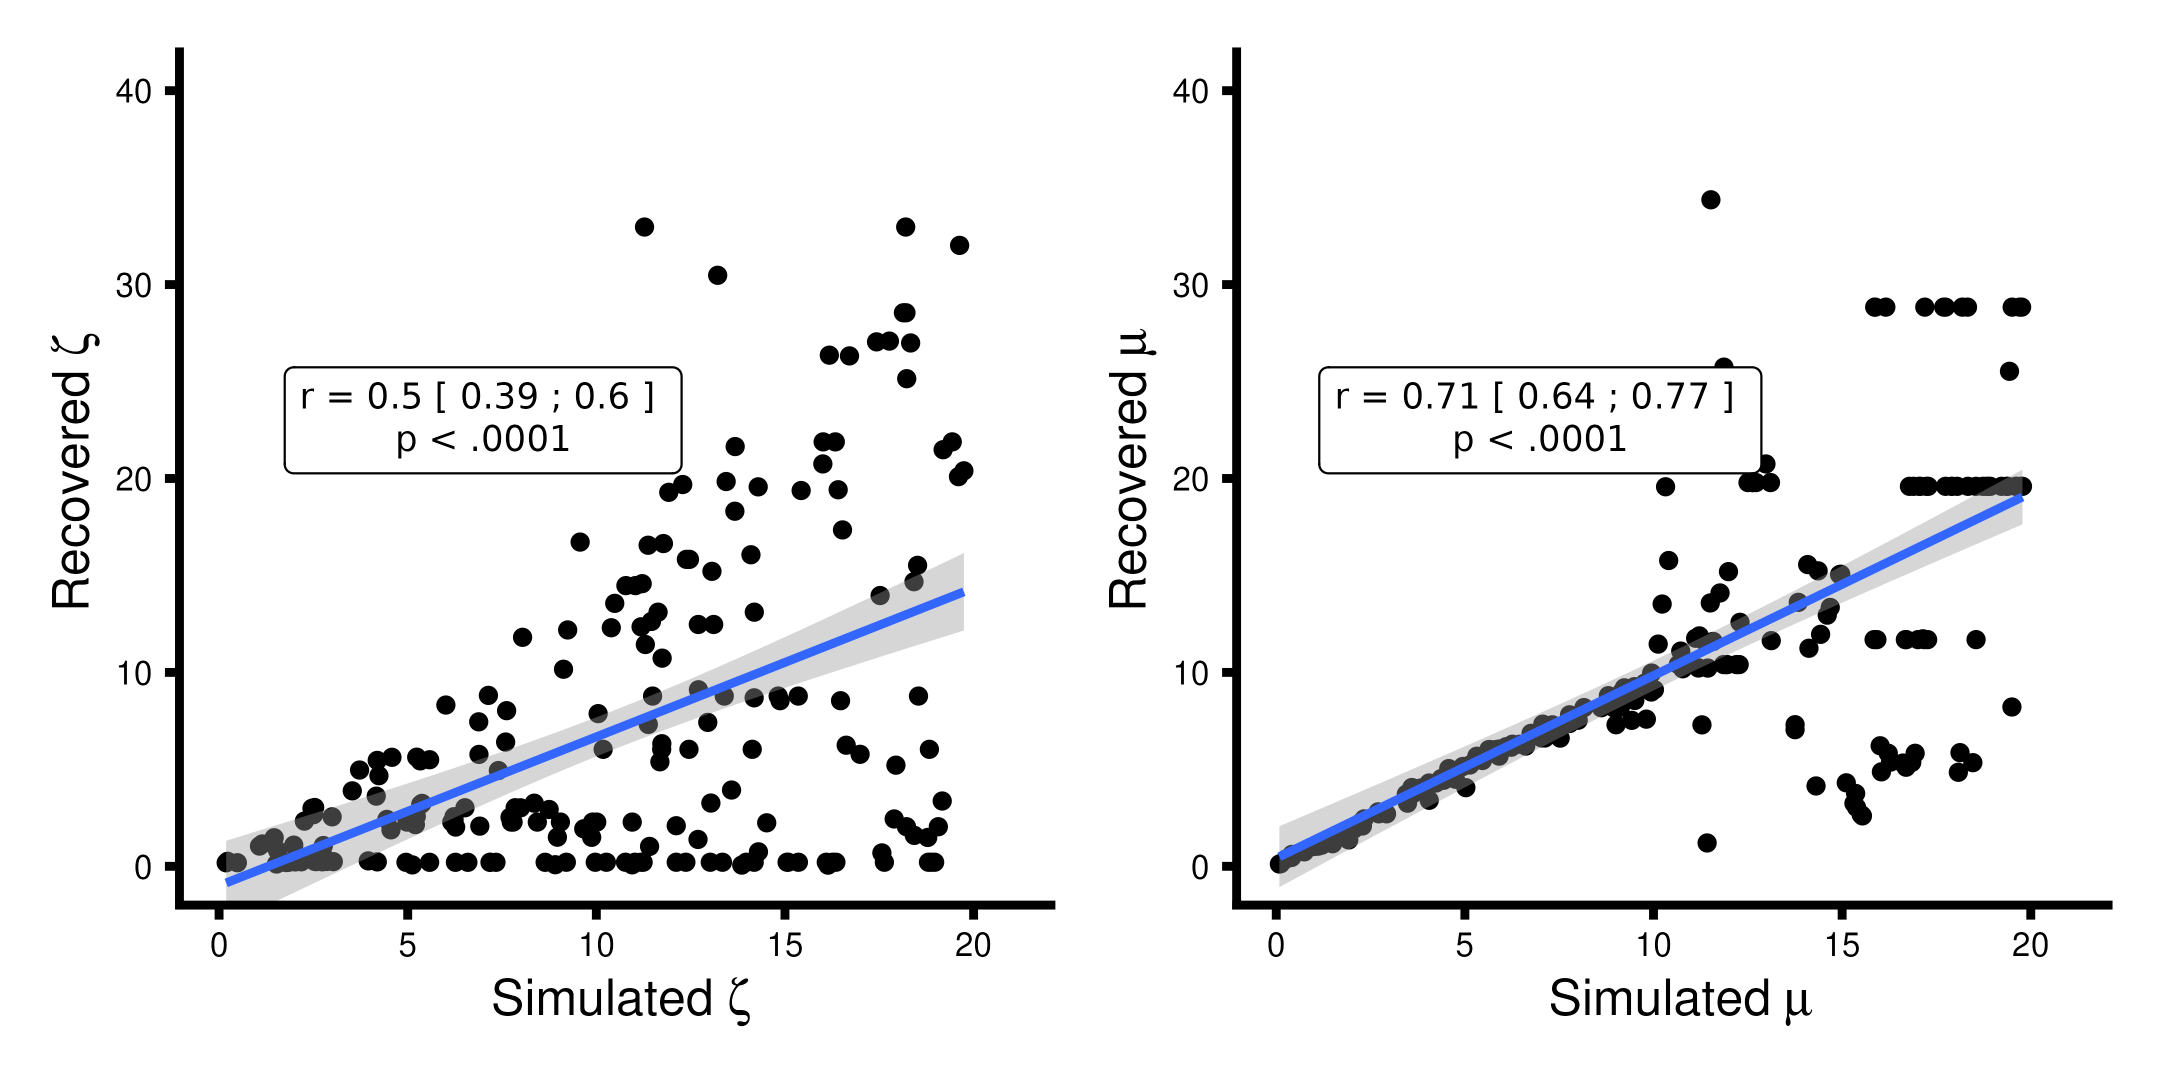 40
30
20
10
0
Recovered ζ
r = 0.5 [ 0.39 ; 0.6 ]
p < .0001
0 5 10 15 20
Simulated ζ
40
30
20
10
0
Recovered μ
r = 0.71 [ 0.64 ; 0.77 ]
p < .0001
0 5 10 15 20
Simulated μ